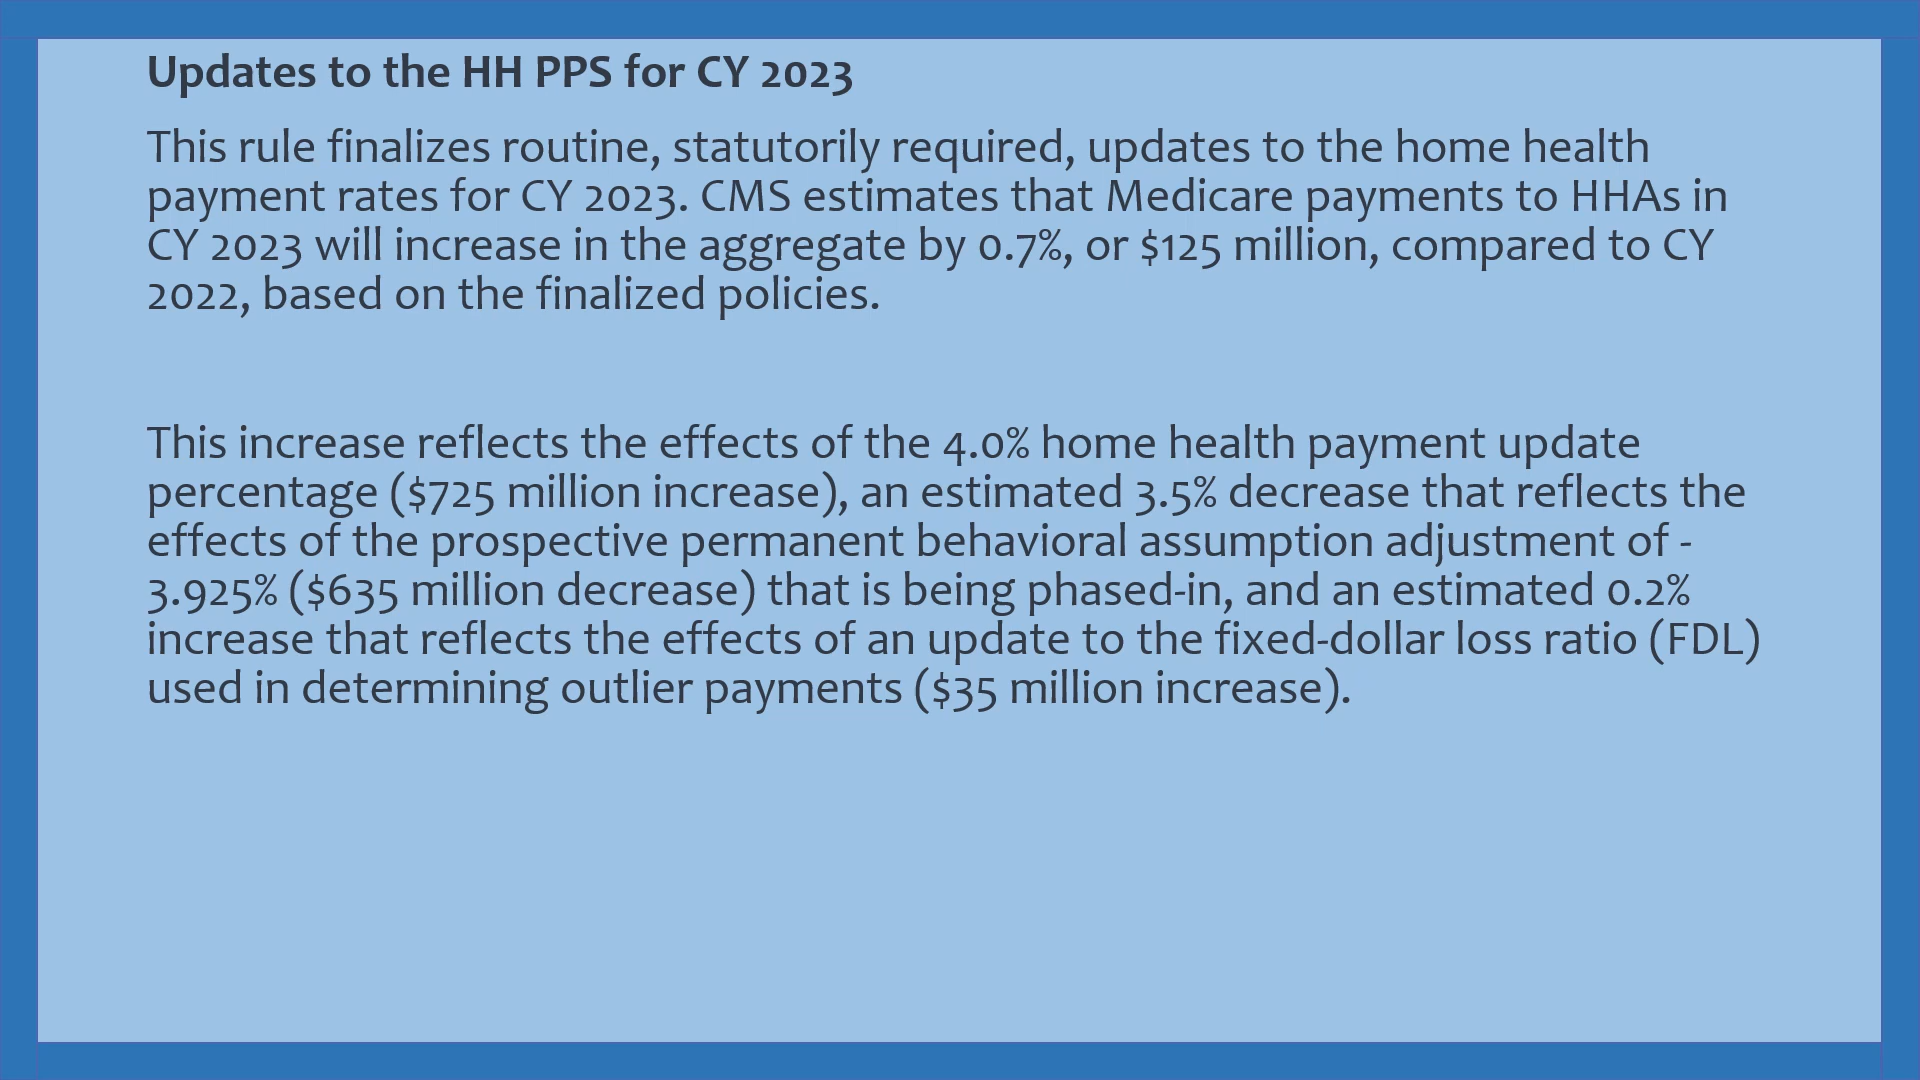 Updates to the HH PPS for CY 2023
This rule finalizes routine, statutorily required, updates to the home health
payment rates for CY 2023. CMS estimates that Medicare payments to HHAs in
CY 2023 will increase in the aggregate by 0.7%, or $125 million, compared to CY
2022, based on the finalized policies.
This increase reflects the effects of the 4.0% home health payment update
percentage ($725 million increase), an estimated 3.5% decrease that reflects the
effects of the prospective permanent behavioral assumption adjustment of -
3.925% ($635 million decrease) that is being phased-in, and an estimated 0.2%
increase that reflects the effects of an update to the fixed-dollar loss ratio (FDL)
used in determining outlier payments ($35 million increase).